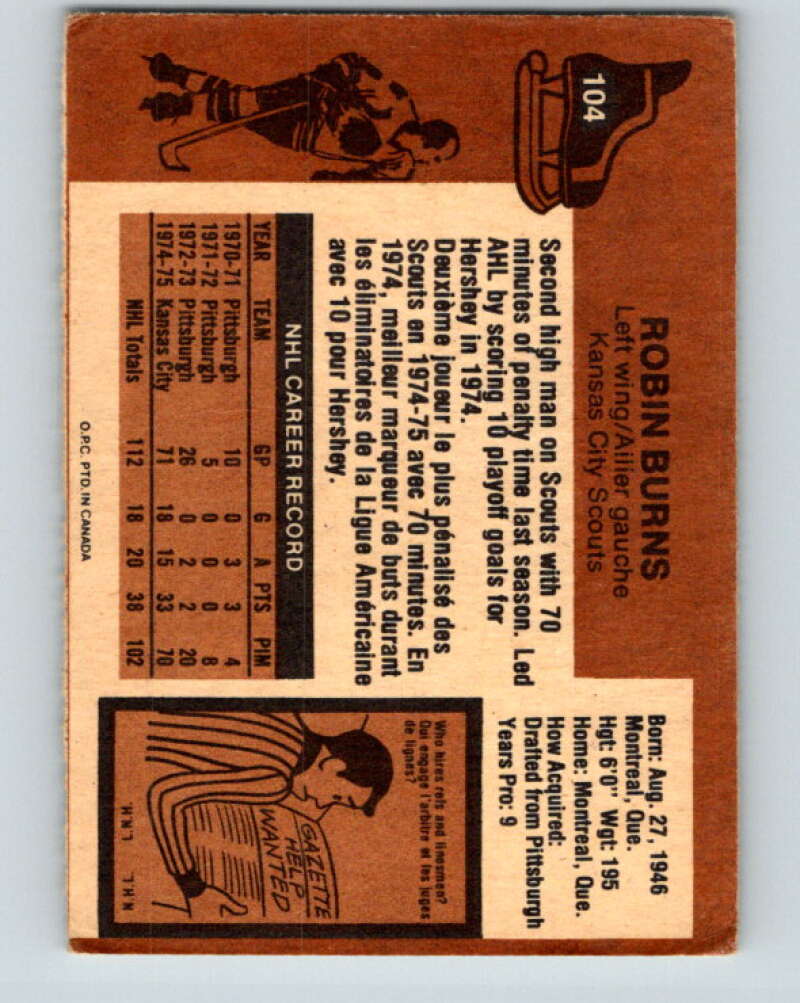 104
ROBIN BURNS
Left wing/Ailier gauche
Kansas City Scouts
Born: Aug. 27, 1946
Montreal, Que.
Hgt: 6'0" Wgt: 195
Home: Montreal, Que.
How Acquired:
Drafted from Pittsburgh
Years Pro: 9
Second high man on Scouts with 70
minutes of penalty time last season. Led
AHL by scoring 10 playoff goals for
Hershey in 1974.
Deuxième joueur le plus pénalisé des
Scouts en 1974-75 avec 70 minutes. En
1974, meilleur marqueur de buts durant
les éliminatoires de la Ligue Américaine
avec 10 pour Hershey.
NHL CAREER RECORD
YEAR TEAM GP G A PTS PIM
1970-71 Pittsburgh 10 0 3 3 4
1971-72 Pittsburgh 5 0 0 0 8
1972-73 Pittsburgh 26 0 2 2 20
1974-75 Kansas City 71 18 15 33 70
NHL Totals 112 18 20 38 102
Who hires refs and linesmen?
Qui engage l'arbitre et les juges
de lignes?
GAZETTE
HELP
WANTED
N.H.L. L.N.H.
O.P.C. PTD. IN CANADA